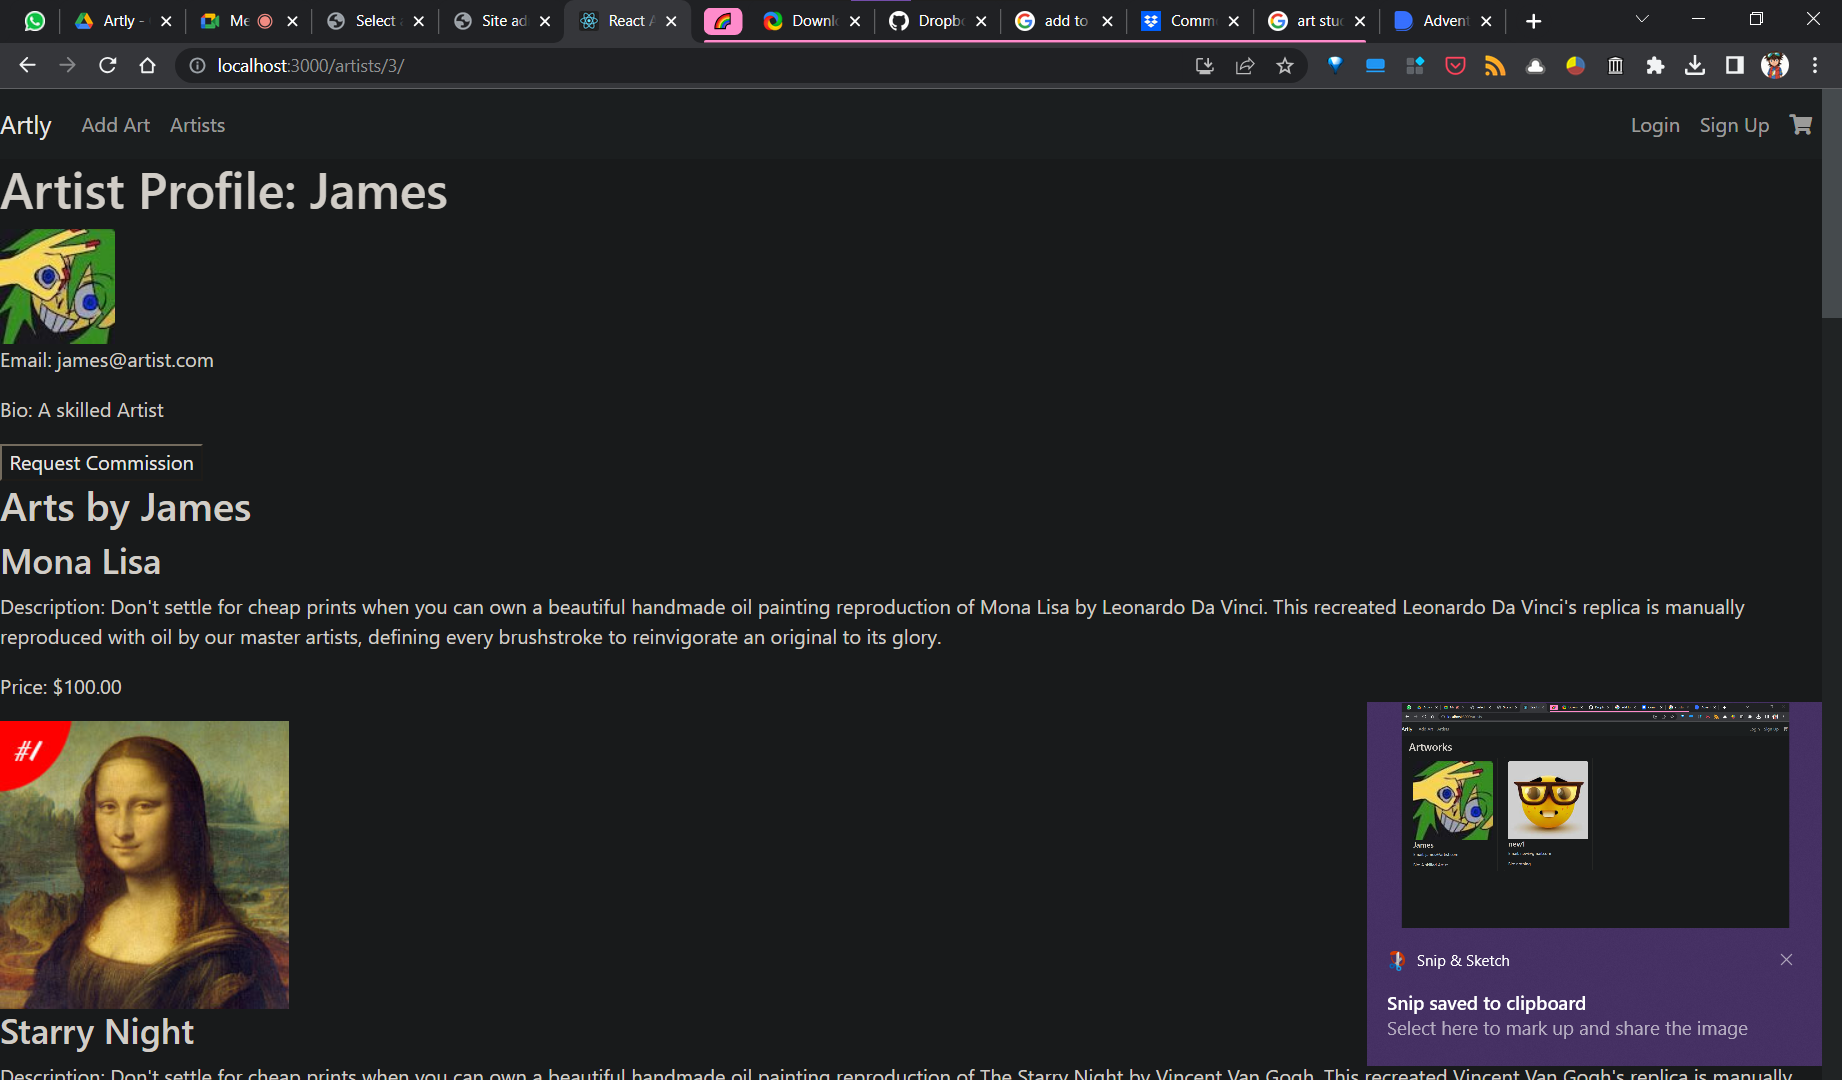 Artly -
Me
Select a
Site ad
React A
Downlo
Dropbo
add to
Comm
art stud
Advent
localhost:3000/artists/3/
Artly
Add Art
Artists
Login
Sign Up
Artist Profile: James
Email: james@artist.com
Bio: A skilled Artist
Request Commission
Arts by James
Mona Lisa
Description: Don't settle for cheap prints when you can own a beautiful handmade oil painting reproduction of Mona Lisa by Leonardo Da Vinci. This recreated Leonardo Da Vinci's replica is manually
reproduced with oil by our master artists, defining every brushstroke to reinvigorate an original to its glory.
Price: $100.00
#1
Artworks
James
new1
Snip & Sketch
Snip saved to clipboard
Select here to mark up and share the image
Starry Night
Description: Don't settle for cheap prints when you can own a beautiful handmade oil painting reproduction of The Starry Night by Vincent Van Gogh. This recreated Vincent Van Gogh's replica is manually